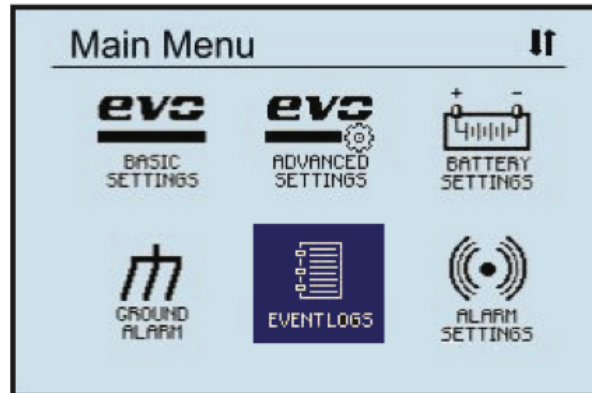 Main Menu
evo
evo
+ -
BASIC
SETTINGS
ADVANCED
SETTINGS
BATTERY
SETTINGS
GROUND
ALARM
EVENT LOGS
ALARM
SETTINGS